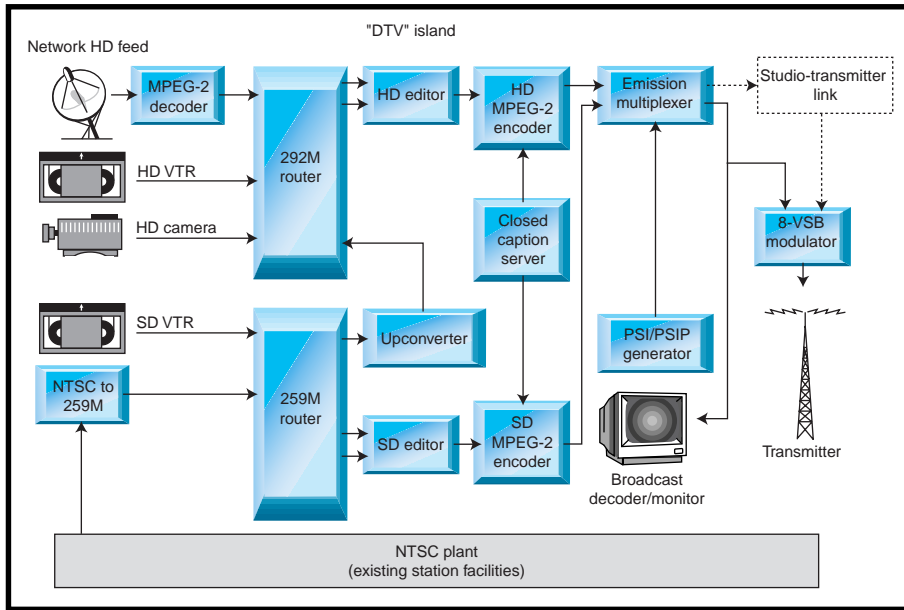 "DTV" island
Network HD feed
MPEG-2
decoder
HD editor
HD
MPEG-2
encoder
Emission
multiplexer
Studio-transmitter
link
292M
router
HD VTR
HD camera
Closed
caption
server
8-VSB
modulator
SD VTR
Upconverter
PSI/PSIP
generator
NTSC to
259M
259M
router
SD editor
SD
MPEG-2
encoder
Broadcast
decoder/monitor
Transmitter
NTSC plant
(existing station facilities)